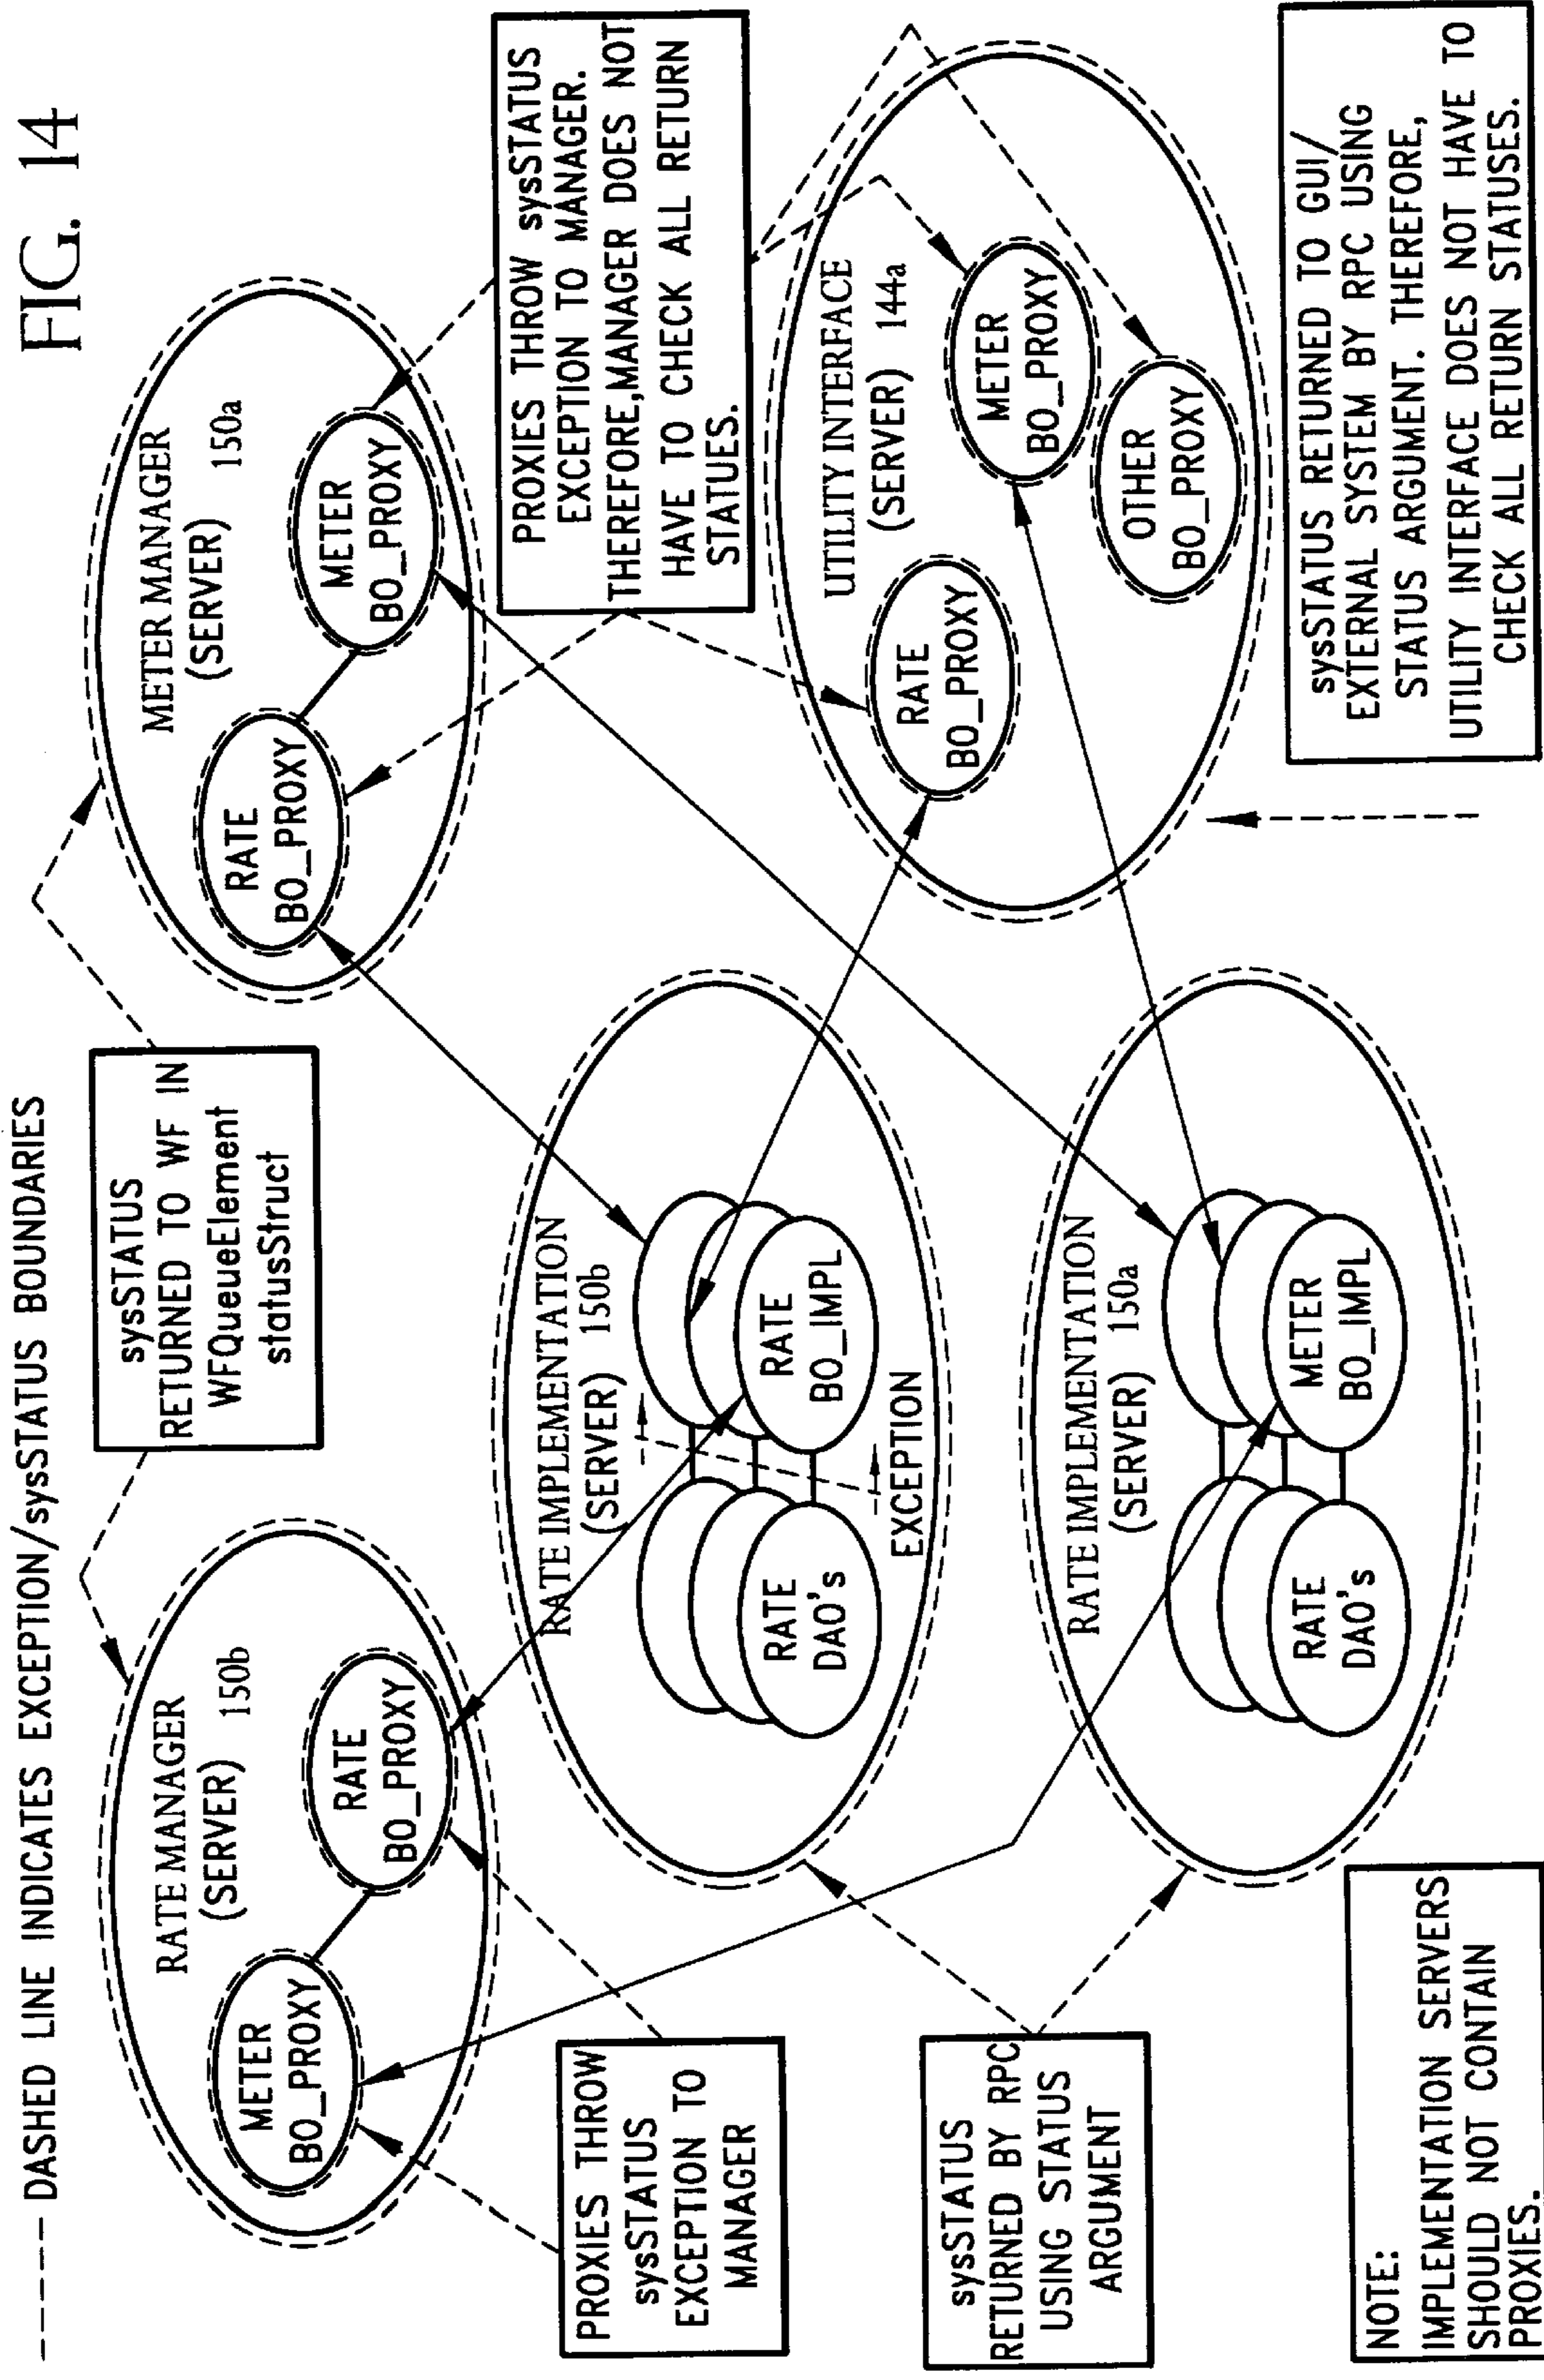 FIG. 14
----- DASHED LINE INDICATES EXCEPTION/sysSTATUS BOUNDARIES
RATE MANAGER
(SERVER) 150b
METER
BO_PROXY
RATE
BO_PROXY
sysSTATUS
RETURNED TO WF IN
WFQueueElement
statusStruct
METER MANAGER
(SERVER)
150a
RATE
BO_PROXY
METER
BO_PROXY
PROXIES THROW
sysSTATUS
EXCEPTION TO
MANAGER
RATE IMPLEMENTATION
(SERVER) 150b
RATE
DAO's
RATE
BO_IMPL
EXCEPTION
PROXIES THROW sysSTATUS
EXCEPTION TO MANAGER.
THEREFORE,MANAGER DOES NOT
HAVE TO CHECK ALL RETURN
STATUES.
sysSTATUS
RETURNED BY RPC
USING STATUS
ARGUMENT
RATE IMPLEMENTATION
(SERVER) 150a
RATE
DAO's
METER
BO_IMPL
UTILITY INTERFACE
(SERVER) 144a
RATE
BO_PROXY
METER
BO_PROXY
OTHER
BO_PROXY
NOTE:
IMPLEMENTATION SERVERS
SHOULD NOT CONTAIN
PROXIES.
sysSTATUS RETURNED TO GUI/
EXTERNAL SYSTEM BY RPC USING
STATUS ARGUMENT. THEREFORE,
UTILITY INTERFACE DOES NOT HAVE TO
CHECK ALL RETURN STATUSES.